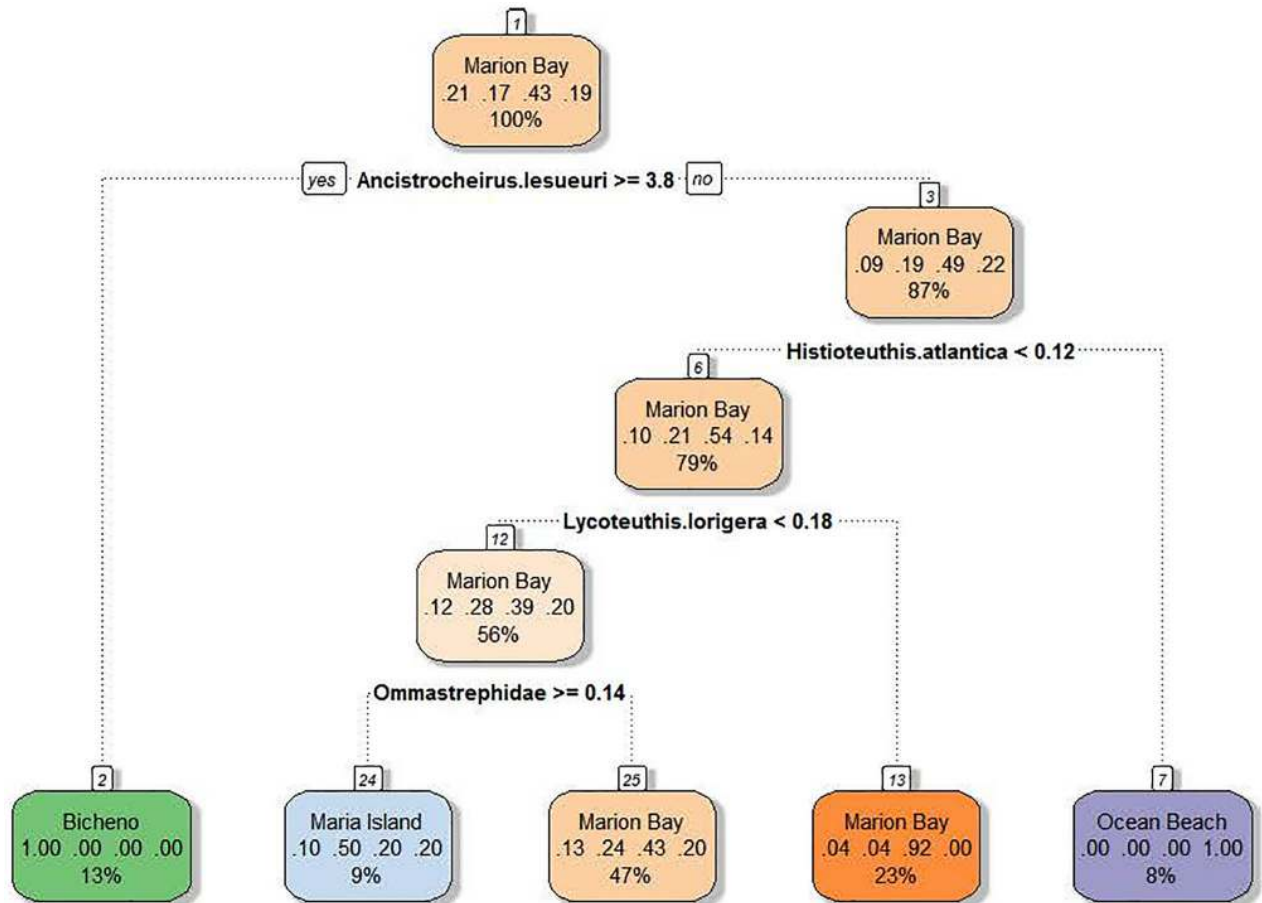 1
Marion Bay
.21 .17 .43 .19
100%
yes Ancistrocheirus.lesueuri >= 3.8 no
3
Marion Bay
.09 .19 .49 .22
87%
Histioteuthis.atlantica < 0.12
6
Marion Bay
.10 .21 .54 .14
79%
Lycoteuthis.lorigera < 0.18
12
Marion Bay
.12 .28 .39 .20
56%
Ommastrephidae >= 0.14
2
Bicheno
1.00 .00 .00 .00
13%
24
Maria Island
.10 .50 .20 .20
9%
25
Marion Bay
.13 .24 .43 .20
47%
13
Marion Bay
.04 .04 .92 .00
23%
7
Ocean Beach
.00 .00 .00 1.00
8%